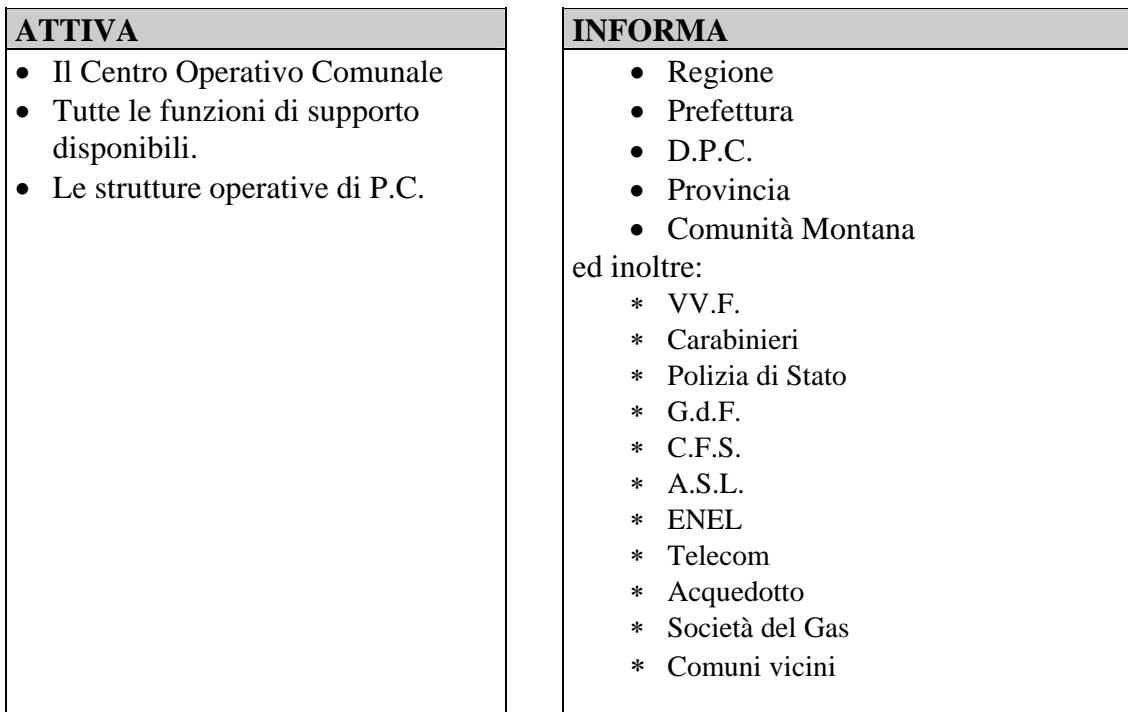 ATTIVA
• Il Centro Operativo Comunale
• Tutte le funzioni di supporto
disponibili.
• Le strutture operative di P.C.
INFORMA
• Regione
• Prefettura
• D.P.C.
• Provincia
• Comunità Montana
ed inoltre:
* VV.F.
* Carabinieri
* Polizia di Stato
* G.d.F.
* C.F.S.
* A.S.L.
* ENEL
* Telecom
* Acquedotto
* Società del Gas
* Comuni vicini